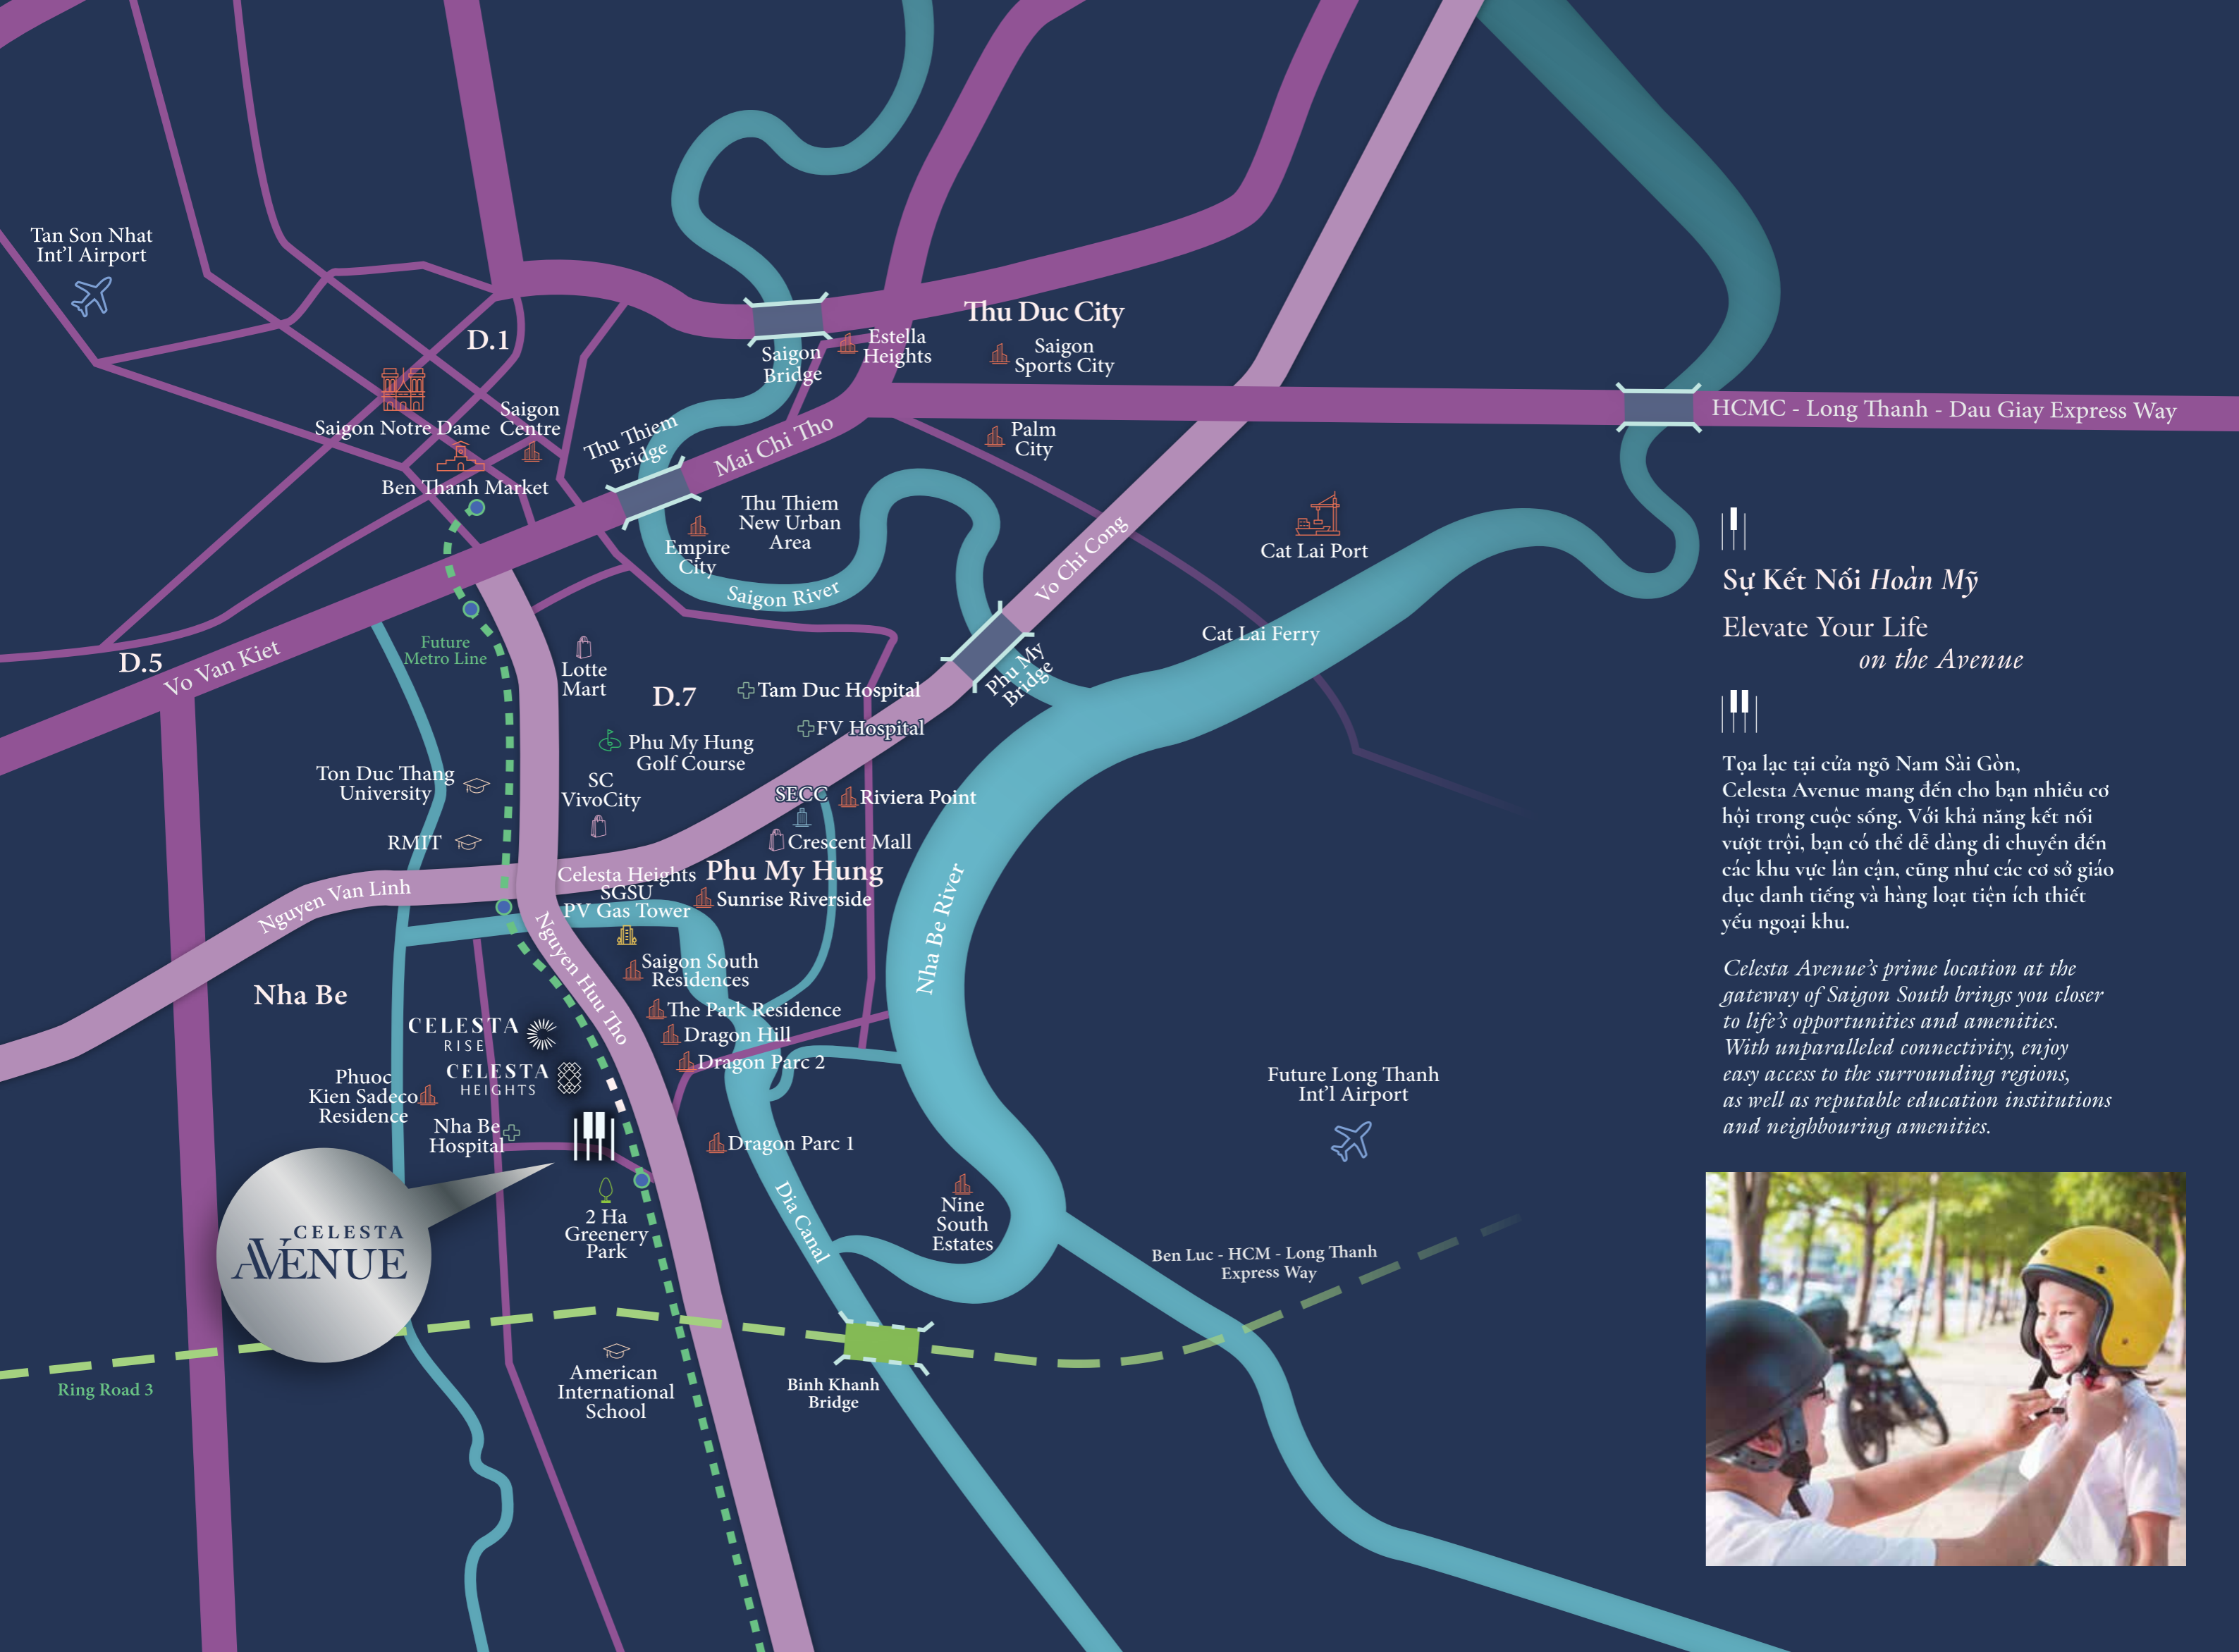 Tan Son Nhat
Int'l Airport
D.1
Saigon Notre Dame
Saigon
Centre
Ben Thanh Market
Thu Thiem
Bridge
Mai Chi Tho
Saigon
Bridge
Estella
Heights
Thu Duc City
Saigon
Sports City
Palm
City
HCMC - Long Thanh - Dau Giay Express Way
Thu Thiem
New Urban
Area
Empire
City
Saigon River
Vo Chi Cong
Cat Lai Port
Cat Lai Ferry
Phu My
Bridge
D.5
Vo Van Kiet
Future
Metro Line
Lotte
Mart
D.7
Tam Duc Hospital
FV Hospital
Phu My Hung
Golf Course
Ton Duc Thang
University
SC
VivoCity
SECC
Riviera Point
RMIT
Crescent Mall
Nguyen Van Linh
Celesta Heights
SGSU
PV Gas Tower
Phu My Hung
Sunrise Riverside
Nguyen Huu Tho
Nha Be River
Saigon South
Residences
Nha Be
The Park Residence
CELESTA
RISE
Dragon Hill
Dragon Parc 2
CELESTA
HEIGHTS
Phuoc
Kien Sadeco
Residence
Nha Be
Hospital
Dragon Parc 1
Future Long Thanh
Int'l Airport
CELESTA
AVENUE
2 Ha
Greenery
Park
Dia Canal
Nine
South
Estates
Ben Luc - HCM - Long Thanh
Express Way
Ring Road 3
American
International
School
Binh Khanh
Bridge
Sự Kết Nối Hoàn Mỹ
Elevate Your Life
on the Avenue
Tọa lạc tại cửa ngõ Nam Sài Gòn,
Celesta Avenue mang đến cho bạn nhiều cơ
hội trong cuộc sống. Với khả năng kết nối
vượt trội, bạn có thể dễ dàng di chuyển đến
các khu vực lân cận, cũng như các cơ sở giáo
dục danh tiếng và hàng loạt tiện ích thiết
yếu ngoại khu.
Celesta Avenue's prime location at the
gateway of Saigon South brings you closer
to life's opportunities and amenities.
With unparalleled connectivity, enjoy
easy access to the surrounding regions,
as well as reputable education institutions
and neighbouring amenities.